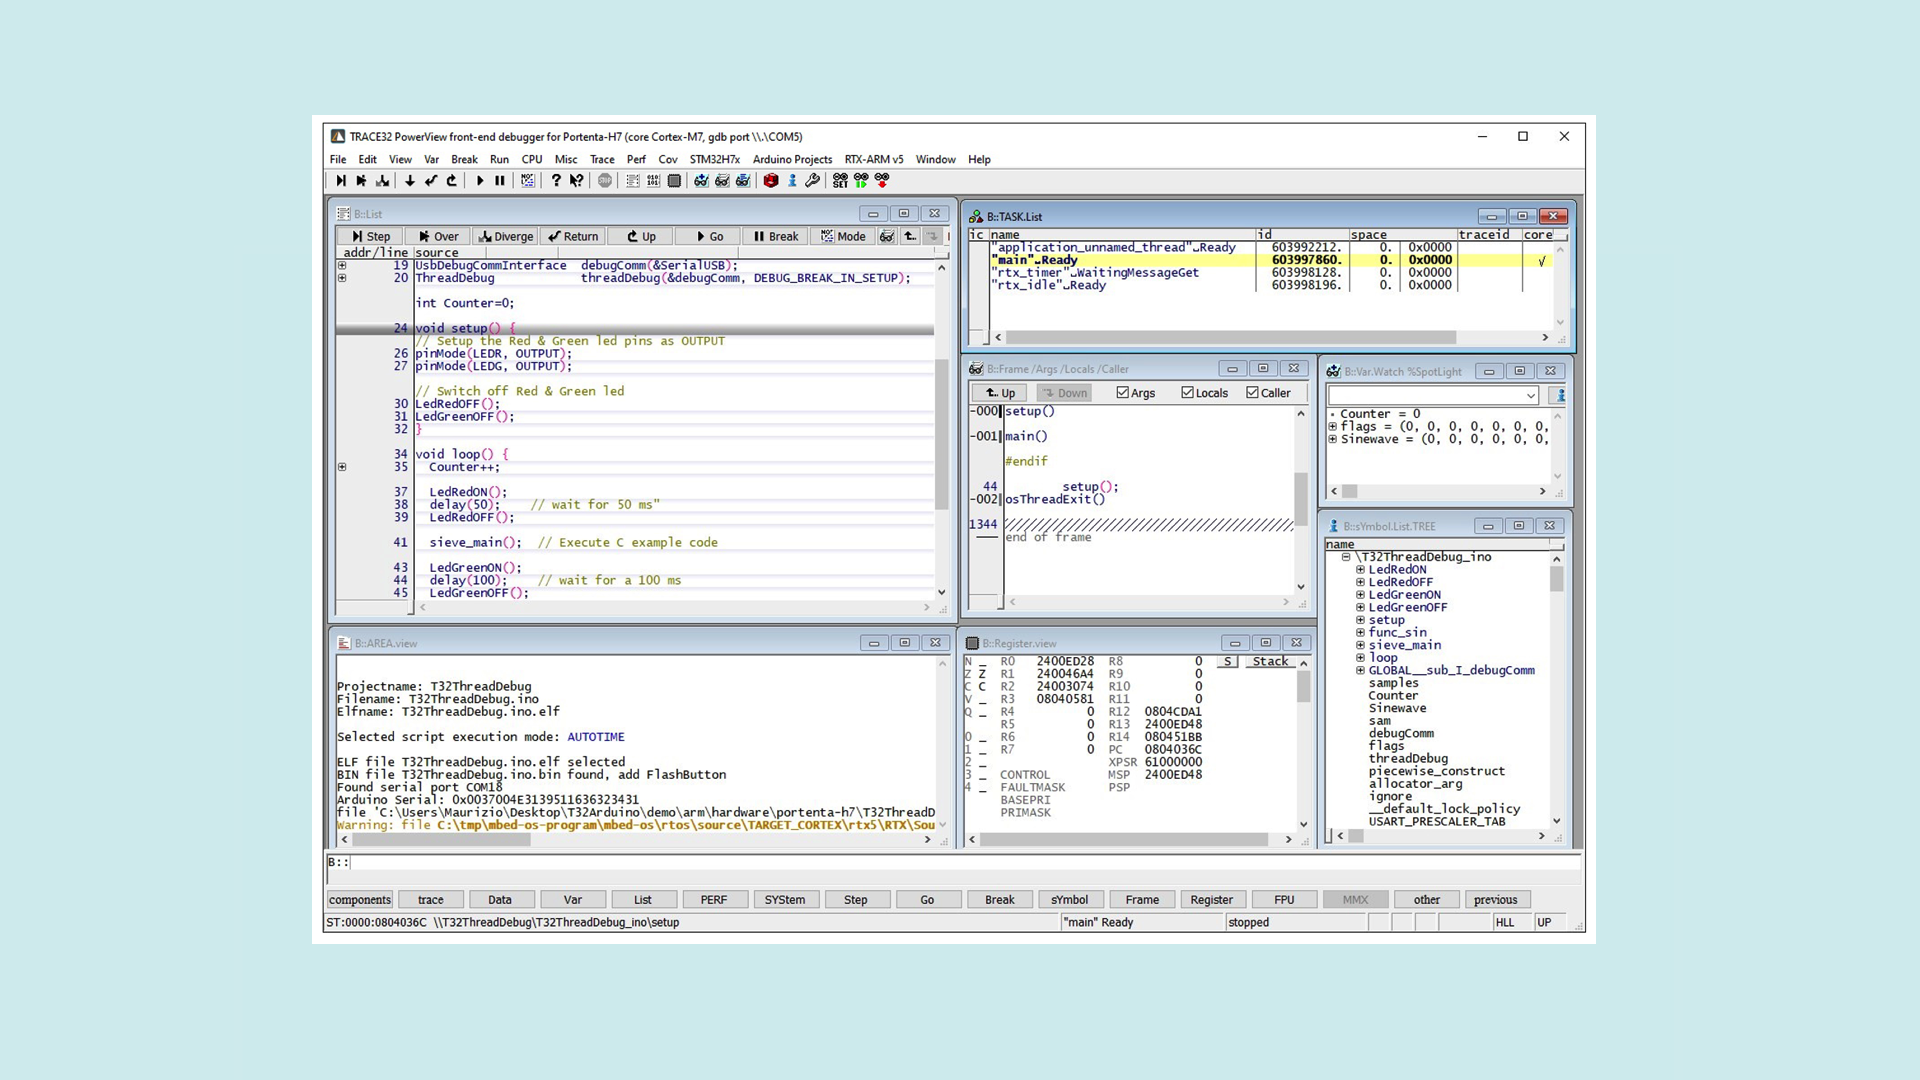 TRACE32 PowerView front-end debugger for Portenta-H7 (core Cortex-M7, gdb port \\.\COM5)
File Edit View Var Break Run CPU Misc Trace Perf Cov STM32H7x Arduino Projects RTX-ARM v5 Window Help
B::List
Step Over Diverge Return Up Go Break Mode
addr/line source
19 UsbDebugCommInterface debugComm(&SerialUSB);
20 ThreadDebug threadDebug(&debugComm, DEBUG_BREAK_IN_SETUP);
int Counter=0;
24 void setup() {
// Setup the Red & Green led pins as OUTPUT
26 pinMode(LEDR, OUTPUT);
27 pinMode(LEDG, OUTPUT);
// Switch off Red & Green led
30 LedRedOFF();
31 LedGreenOFF();
32 }
34 void loop() {
35 Counter++;
37 LedRedON();
38 delay(50); // wait for 50 ms"
39 LedRedOFF();
41 sieve_main(); // Execute C example code
43 LedGreenON();
44 delay(100); // wait for a 100 ms
45 LedGreenOFF();
B::TASK.List
ic name id space traceid core
"application_unnamed_thread"␣Ready 603992212. 0. 0x0000
"main"␣Ready 603997860. 0. 0x0000 √
"rtx_timer"␣WaitingMessageGet 603998128. 0. 0x0000
"rtx_idle"␣Ready 603998196. 0. 0x0000
B::Frame /Args /Locals /Caller
Up Down Args Locals Caller
-000 setup()
-001 main()
#endif
44 setup();
-002 osThreadExit()
1344
end of frame
B::Var.Watch %SpotLight
Counter = 0
flags = (0, 0, 0, 0, 0, 0, 0,
Sinewave = (0, 0, 0, 0, 0, 0,
B::sYmbol.List.TREE
name
\T32ThreadDebug_ino
LedRedON
LedRedOFF
LedGreenON
LedGreenOFF
setup
func_sin
sieve_main
loop
GLOBAL__sub_I_debugComm
samples
Counter
Sinewave
sam
debugComm
flags
threadDebug
piecewise_construct
allocator_arg
ignore
__default_lock_policy
USART_PRESCALER_TAB
B::AREA.view
Projectname: T32ThreadDebug
Filename: T32ThreadDebug.ino
Elfname: T32ThreadDebug.ino.elf
Selected script execution mode: AUTOTIME
ELF file T32ThreadDebug.ino.elf selected
BIN file T32ThreadDebug.ino.bin found, add FlashButton
Found serial port COM18
Arduino Serial: 0x0037004E3139511636323431
file 'C:\Users\Maurizio\Desktop\T32Arduino\demo\arm\hardware\portenta-h7\T32ThreadD
Warning: file C:\tmp\mbed-os-program\mbed-os\rtos\source\TARGET_CORTEX\rtx5\RTX\Sou
B::Register.view
N _ R0 2400ED28 R8 0 S Stack
Z Z R1 240046A4 R9 0
C C R2 24003074 R10 0
V _ R3 08040581 R11 0
Q _ R4 0 R12 0804CDA1
R5 0 R13 2400ED48
0 _ R6 0 R14 080451BB
1 _ R7 0 PC 0804036C
2 _ XPSR 61000000
3 _ CONTROL MSP 2400ED48
4 _ FAULTMASK PSP
BASEPRI
PRIMASK
B::
components trace Data Var List PERF SYStem Step Go Break sYmbol Frame Register FPU MMX other previous
ST:0000:0804036C \\T32ThreadDebug\T32ThreadDebug_ino\setup "main" Ready stopped HLL UP